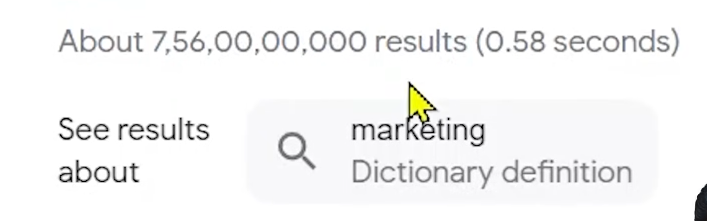 About 7,56,00,00,000 results (0.58 seconds)
See results
about
marketing
Dictionary definition